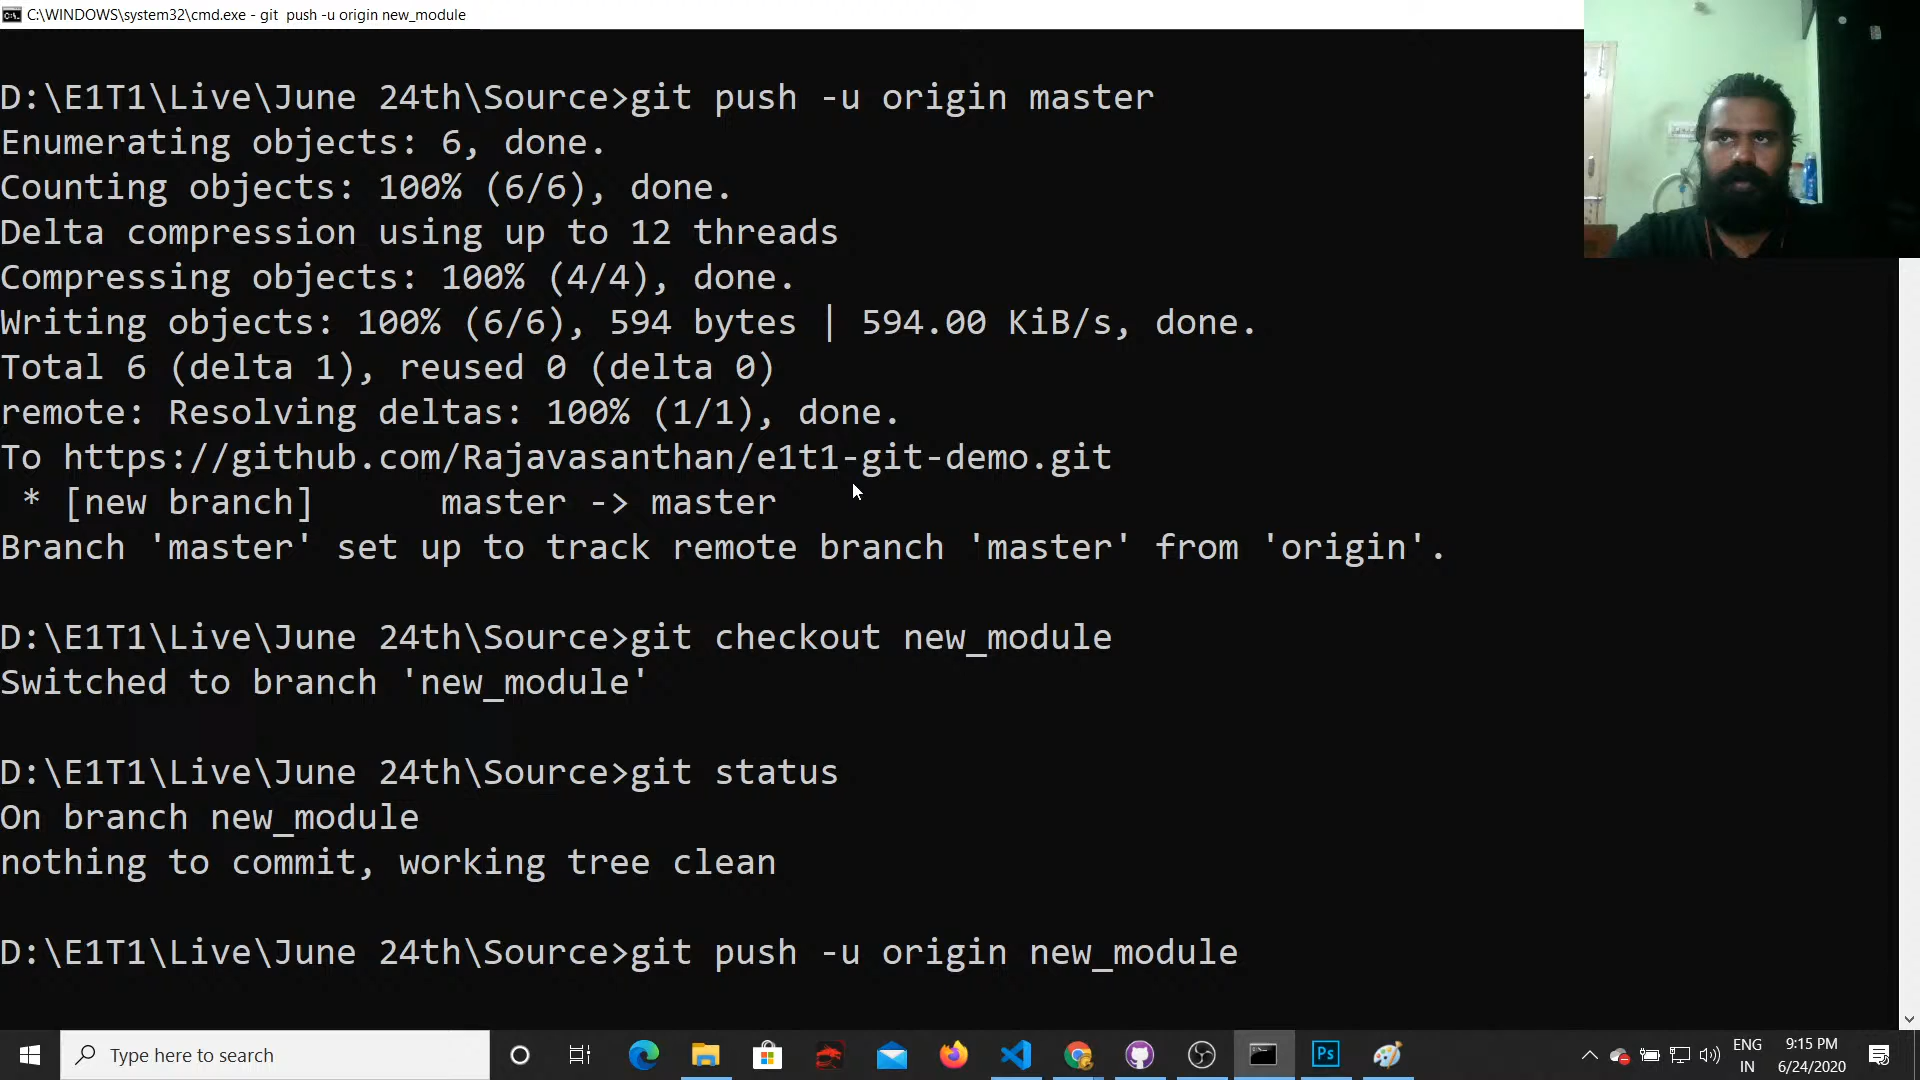 C:\WINDOWS\system32\cmd.exe - git  push -u origin new_module
D:\E1T1\Live\June 24th\Source>git push -u origin master
Enumerating objects: 6, done.
Counting objects: 100% (6/6), done.
Delta compression using up to 12 threads
Compressing objects: 100% (4/4), done.
Writing objects: 100% (6/6), 594 bytes | 594.00 KiB/s, done.
Total 6 (delta 1), reused 0 (delta 0)
remote: Resolving deltas: 100% (1/1), done.
To https://github.com/Rajavasanthan/e1t1-git-demo.git
 * [new branch]      master -> master
Branch 'master' set up to track remote branch 'master' from 'origin'.
D:\E1T1\Live\June 24th\Source>git checkout new_module
Switched to branch 'new_module'
D:\E1T1\Live\June 24th\Source>git status
On branch new_module
nothing to commit, working tree clean
D:\E1T1\Live\June 24th\Source>git push -u origin new_module
Type here to search
Ps
ENG
IN
9:15 PM
6/24/2020